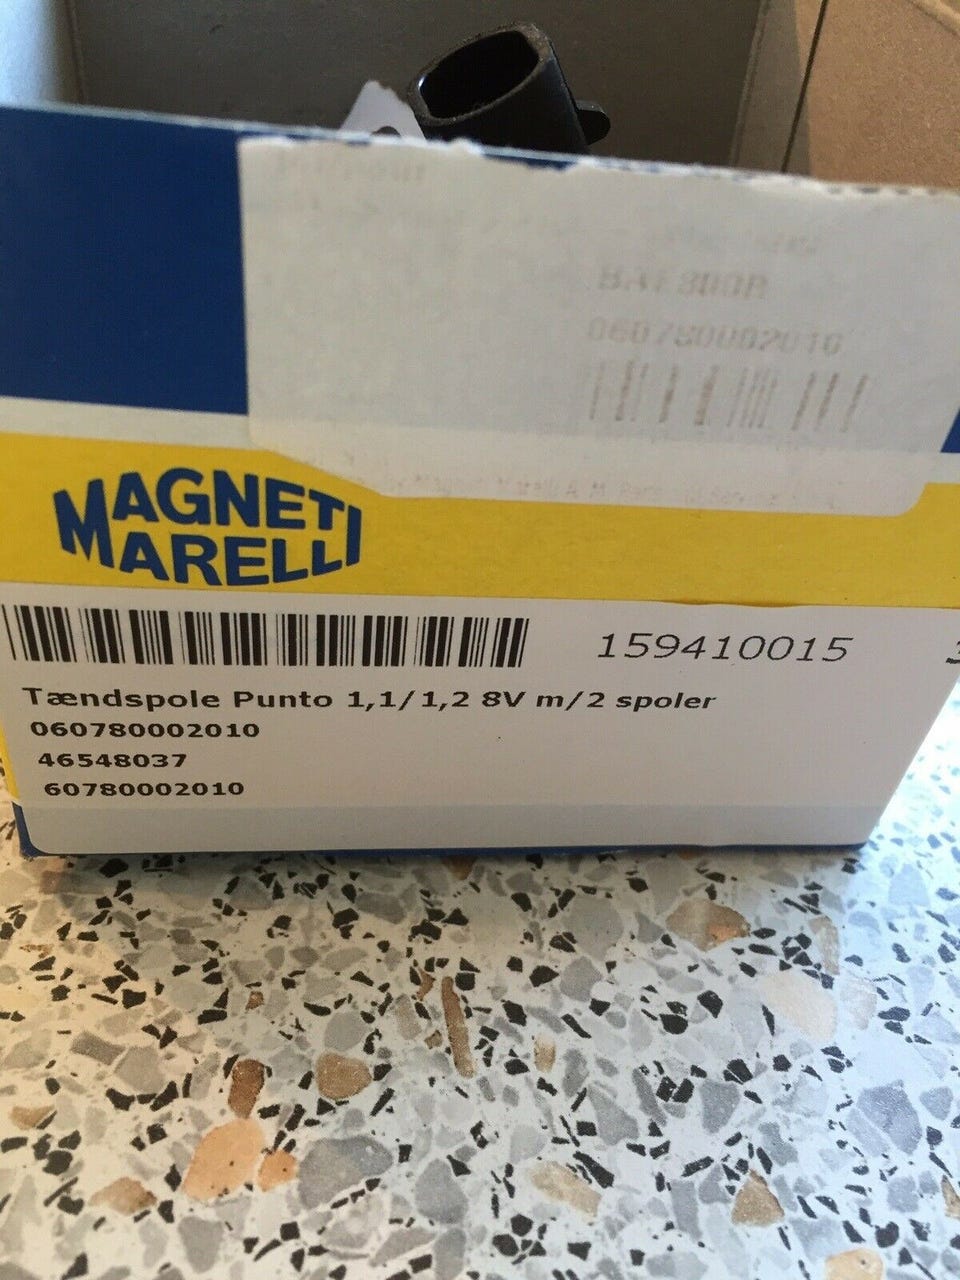 BAE800B
060780002010
MAGNETI
MARELLI
159410015
Tændspole Punto 1,1/1,2 8V m/2 spoler
060780002010
46548037
60780002010